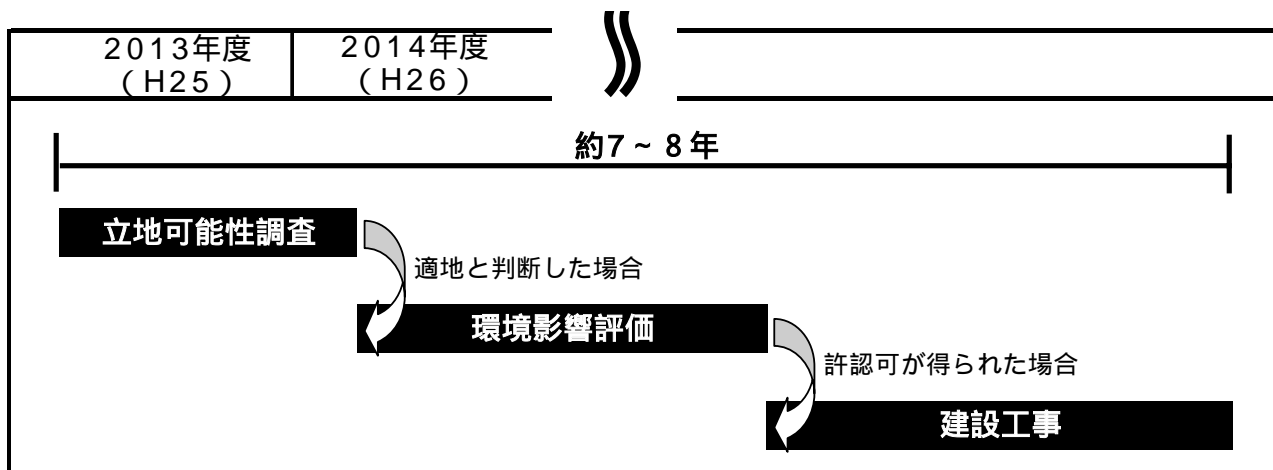 2013年度
(H25)
2014年度
(H26)
約7~8年
立地可能性調査
適地と判断した場合
環境影響評価
許認可が得られた場合
建設工事